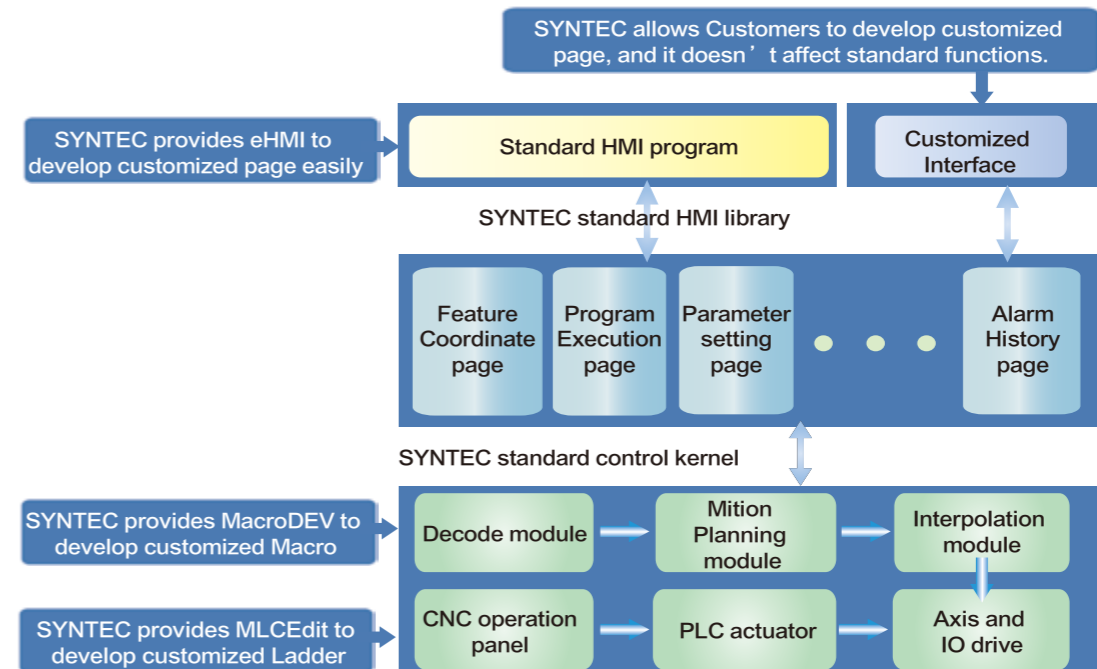 SYNTEC allows Customers to develop customized
page, and it doesn’t affect standard functions.
SYNTEC provides eHMI to
develop customized page easily
Standard HMI program
Customized
Interface
SYNTEC standard HMI library
Feature
Coordinate
page
Program
Execution
page
Parameter
setting
page
Alarm
History
page
SYNTEC standard control kernel
SYNTEC provides MacroDEV to
develop customized Macro
Decode module
Mition
Planning
module
Interpolation
module
SYNTEC provides MLCEdit to
develop customized Ladder
CNC operation
panel
PLC actuator
Axis and
IO drive